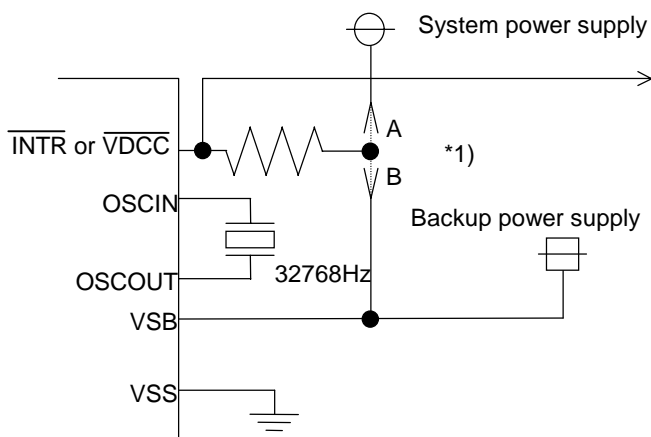 System power supply
A
INTR or VDCC
*1)
B
OSCIN
Backup power supply
OSCOUT
32768Hz
VSB
VSS